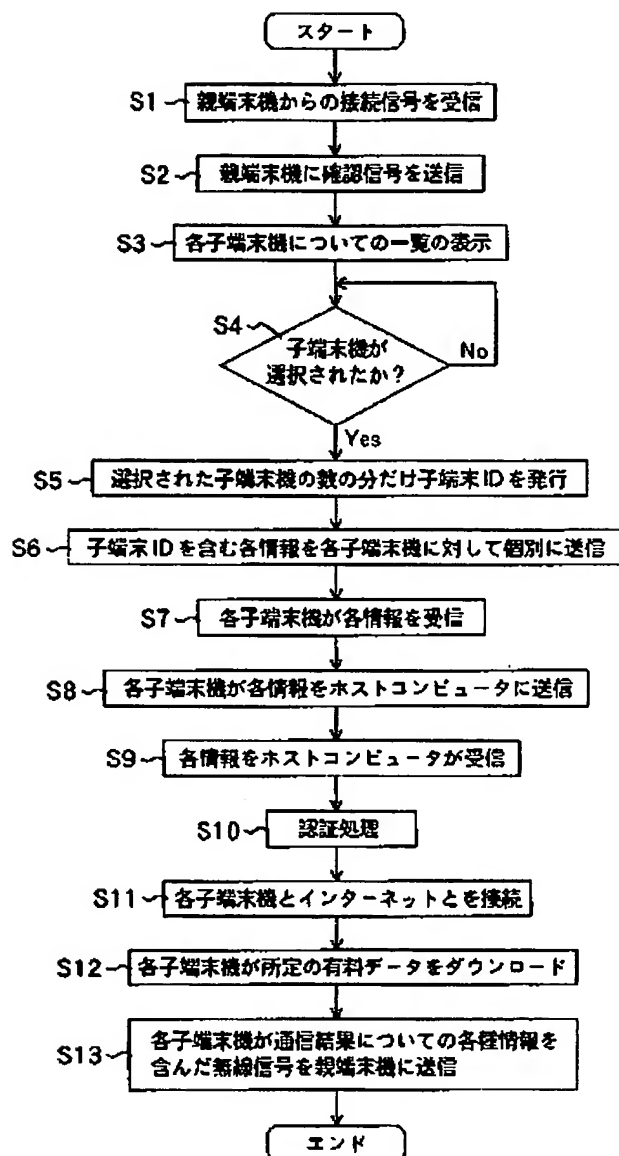 スタート
S1 親端末機からの接続信号を受信
S2 親端末機に確認信号を送信
S3 各子端末機についての一覧の表示
S4 子端末機が
選択されたか？
No
Yes
S5 選択された子端末機の数の分だけ子端末IDを発行
S6 子端末IDを含む各情報を各子端末機に対して個別に送信
S7 各子端末機が各情報を受信
S8 各子端末機が各情報をホストコンピュータに送信
S9 各情報をホストコンピュータが受信
S10 認証処理
S11 各子端末機とインターネットとを接続
S12 各子端末機が所定の有料データをダウンロード
S13 各子端末機が通信結果についての各種情報を
含んだ無線信号を親端末機に送信
エンド